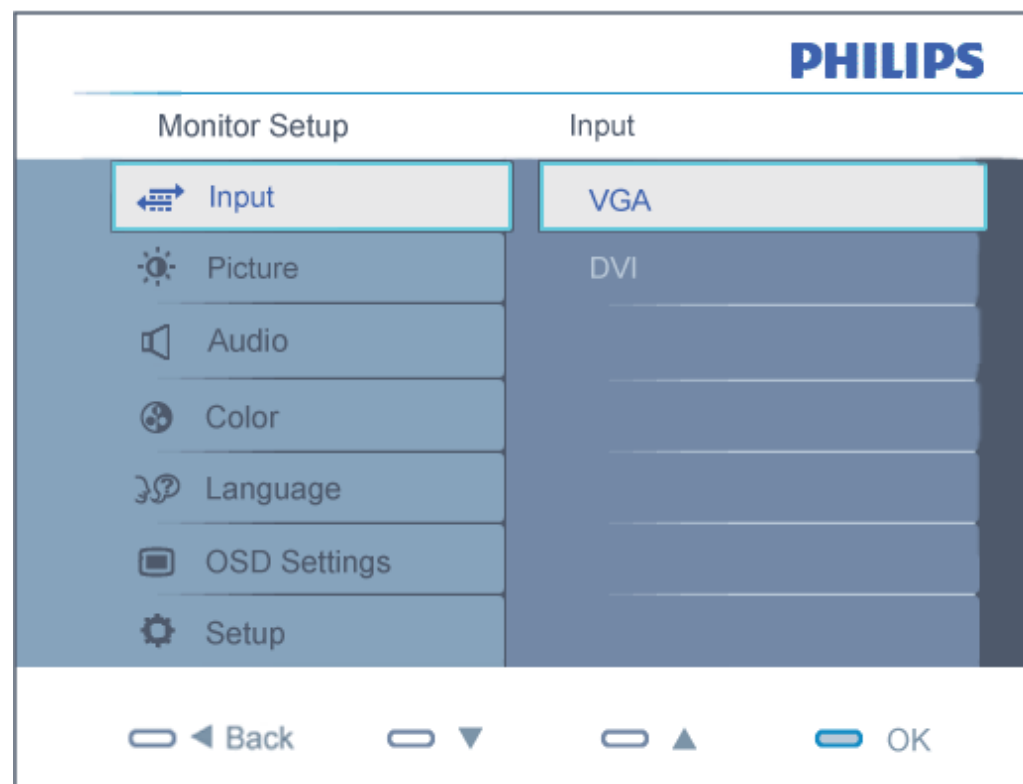 PHILIPS
Monitor Setup
Input
Input
VGA
Picture
DVI
Audio
Color
Language
OSD Settings
Setup
Back
OK